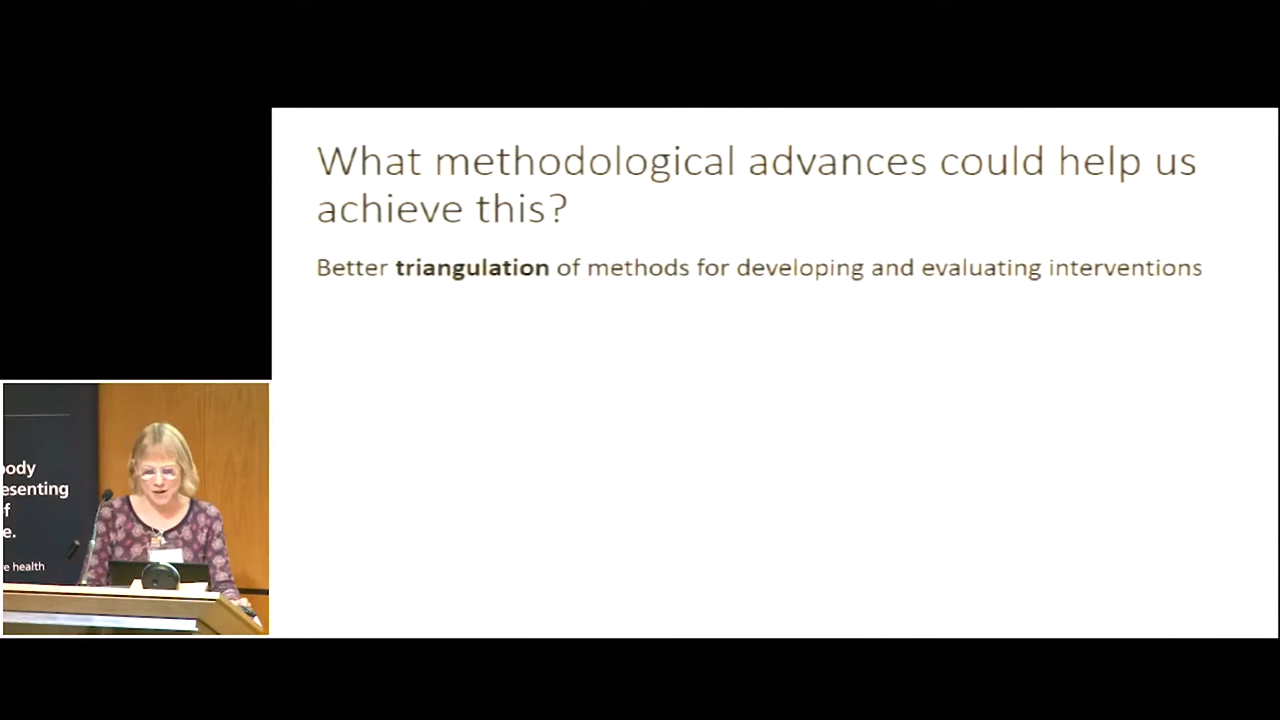 What methodological advances could help us
achieve this?
Better triangulation of methods for developing and evaluating interventions
ody
esenting
f
e.
e health